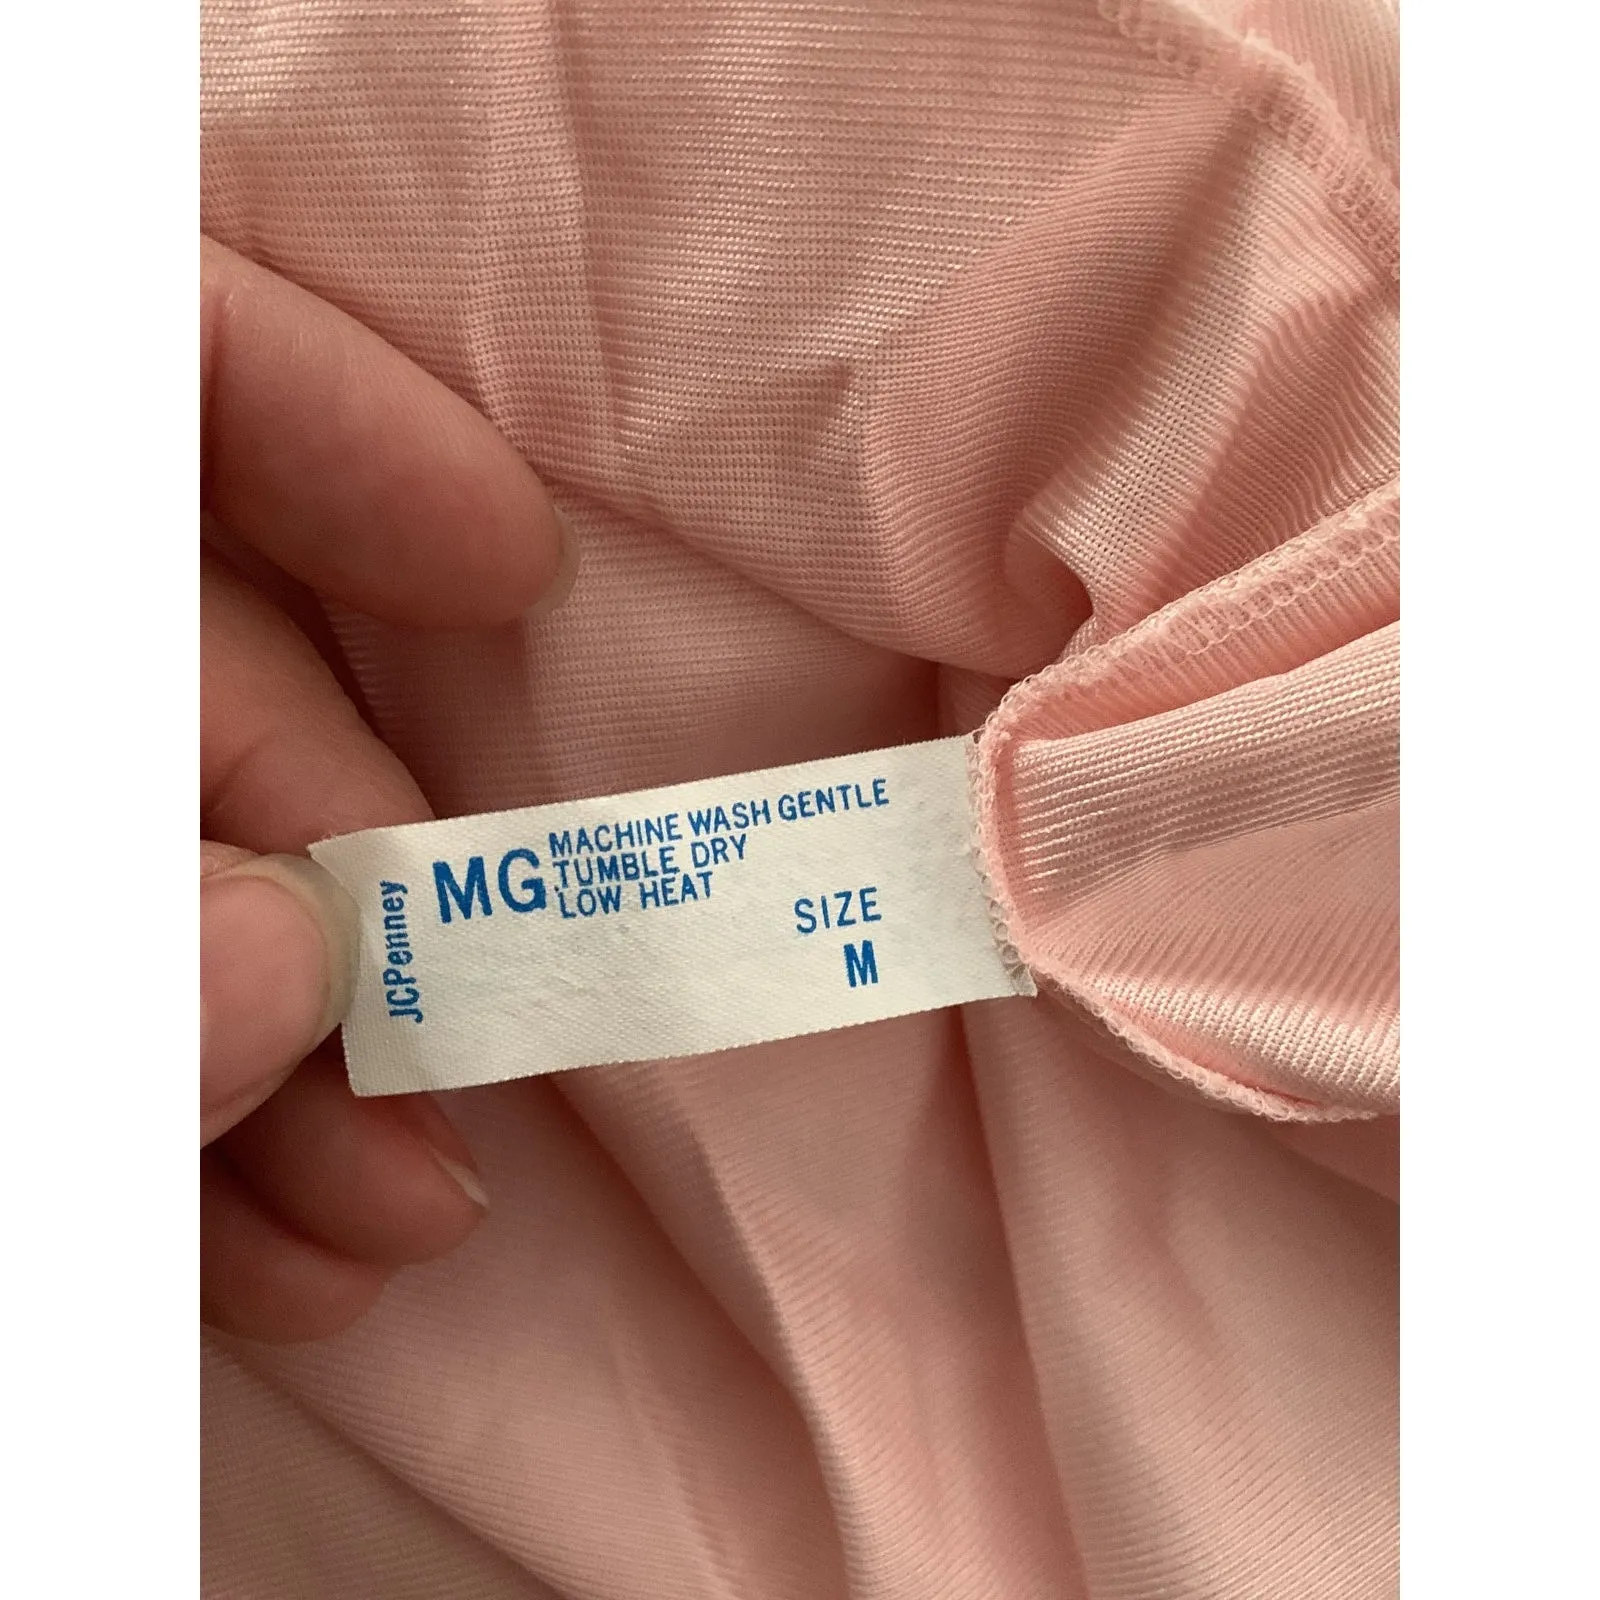 JCPenney
MG
MACHINE WASH GENTLE
TUMBLE DRY
LOW HEAT
SIZE
M